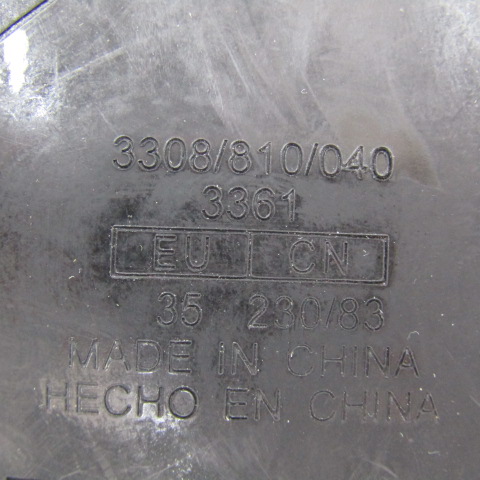 3308/810/040
3361
EU CN
35 230/83
MADE iN CHINA
HECHO EN CHINA